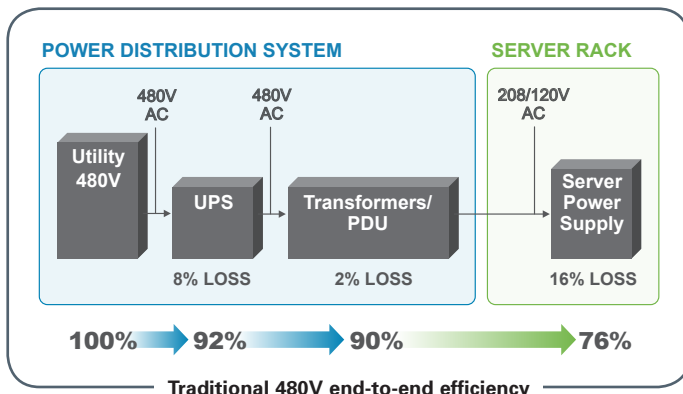 POWER DISTRIBUTION SYSTEM
SERVER RACK
480V
AC
480V
AC
208/120V
AC
Utility
480V
UPS
Transformers/
PDU
Server
Power
Supply
8% LOSS
2% LOSS
16% LOSS
100%
92%
90%
76%
Traditional 480V end-to-end efficiency